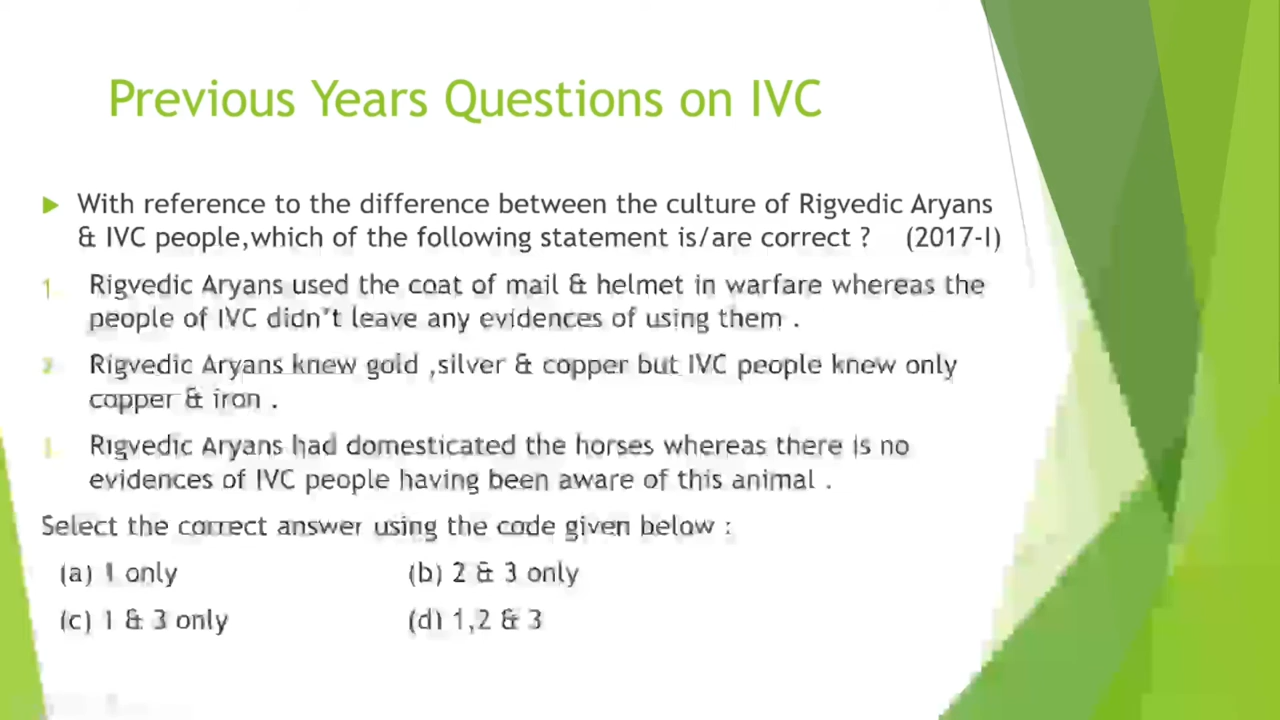 Previous Years Questions on IVC
With reference to the difference between the culture of Rigvedic Aryans
& IVC people,which of the following statement is/are correct ? (2017-I)
1. Rigvedic Aryans used the coat of mail & helmet in warfare whereas the
people of IVC didn't leave any evidences of using them .
2. Rigvedic Aryans knew gold ,silver & copper but IVC people knew only
copper & iron .
3. Rigvedic Aryans had domesticated the horses whereas there is no
evidences of IVC people having been aware of this animal .
Select the correct answer using the code given below :
(a) 1 only (b) 2 & 3 only
(c) 1 & 3 only (d) 1,2 & 3